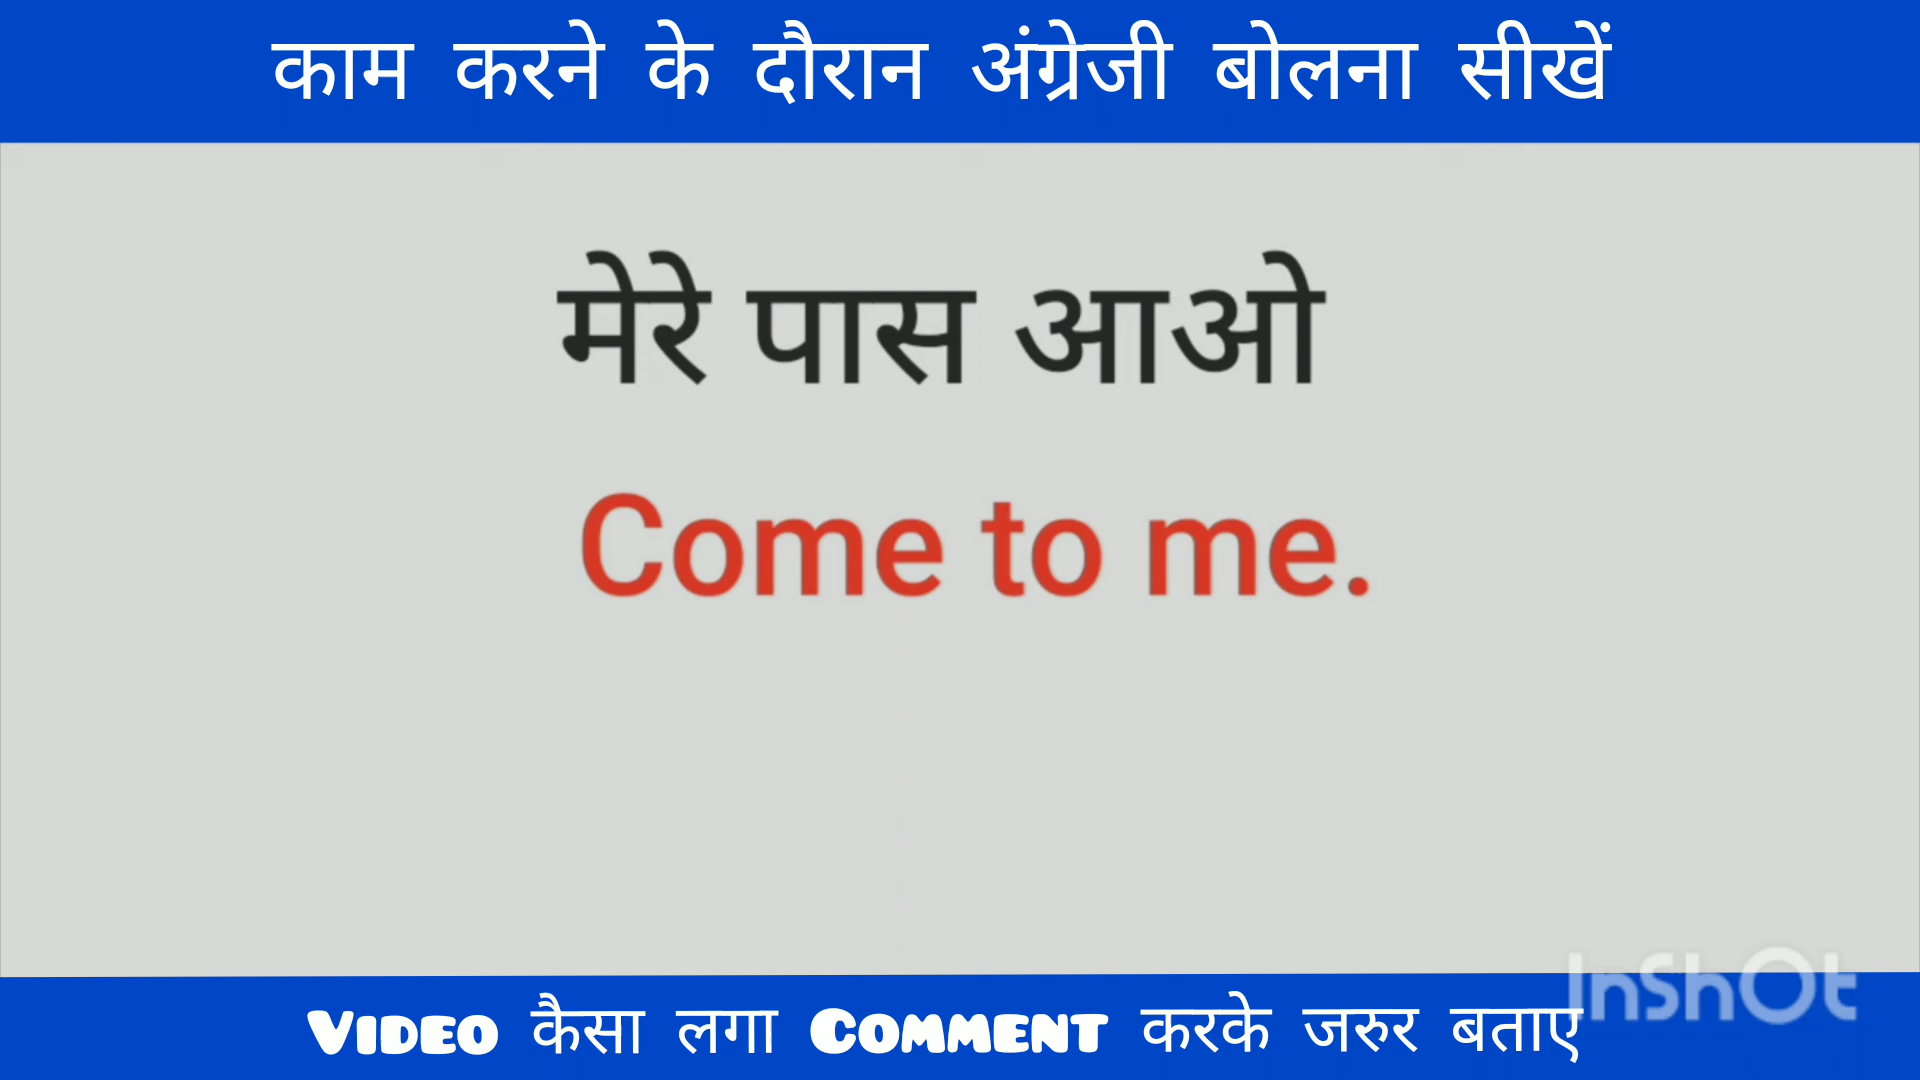 काम करने के दौरान अंग्रेजी बोलना सीखें
मेरे पास आओ
Come to me.
InShOt
VIDEO कैसा लगा COMMENT करके जरुर बताए